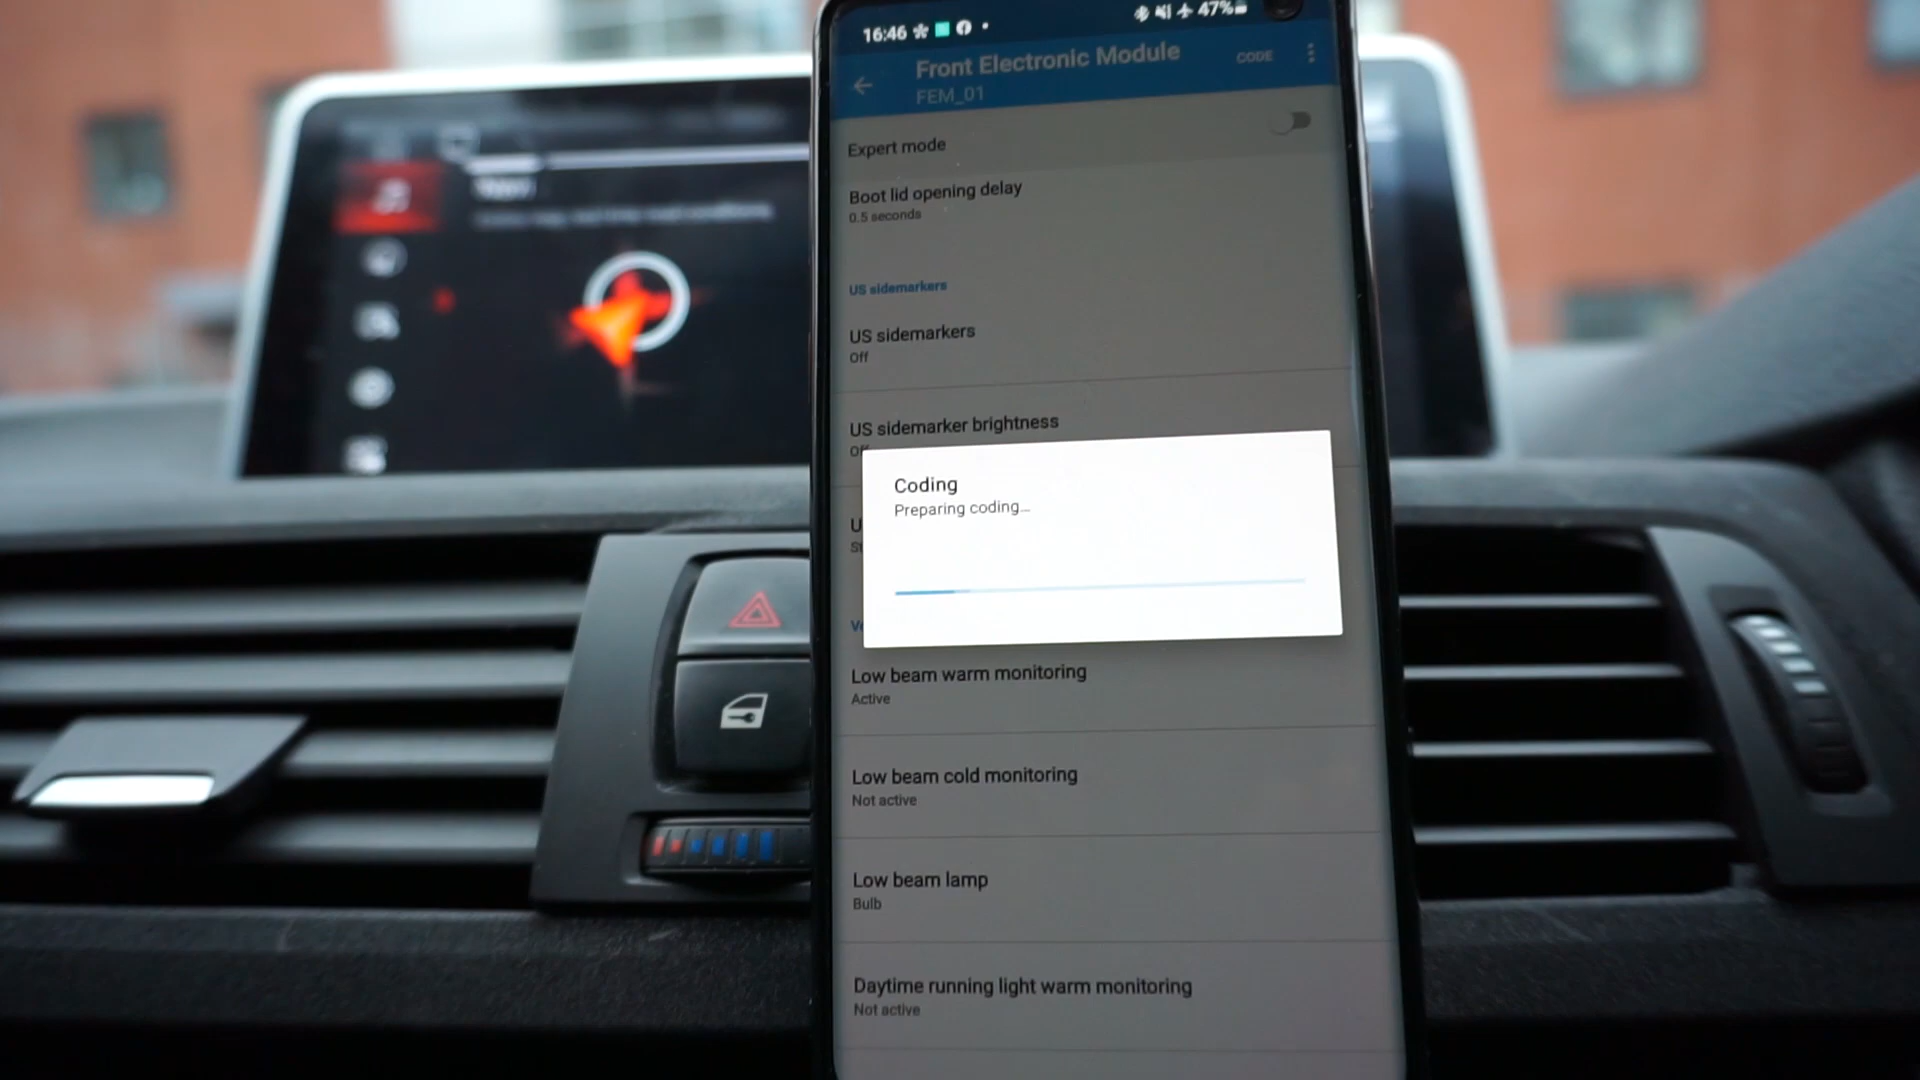 16:46
47%
Front Electronic Module
CODE
FEM_01
Expert mode
Boot lid opening delay
0.5 seconds
US sidemarkers
US sidemarkers
Off
US sidemarker brightness
Coding
Preparing coding...
Low beam warm monitoring
Active
Low beam cold monitoring
Not active
Low beam lamp
Bulb
Daytime running light warm monitoring
Not active